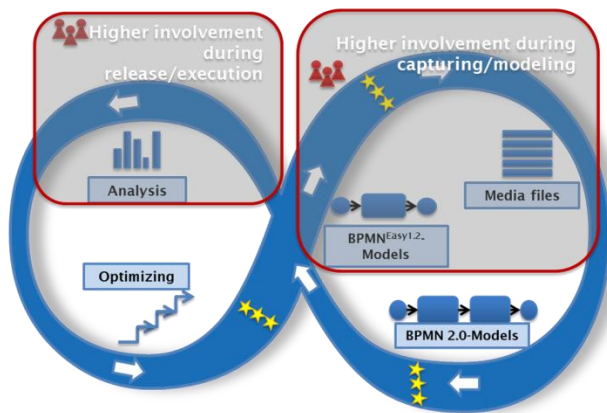 Higher involvement
during
release/execution
Higher involvement during
capturing/modeling
Analysis
Media files
BPMNEasy1.2-
Models
Optimizing
BPMN 2.0-Models